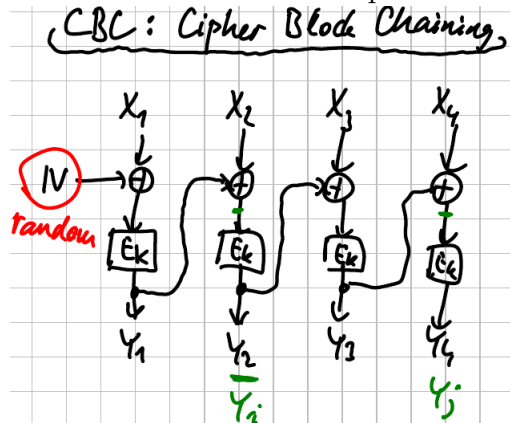 CBC: Cipher Block Chaining
X₁ X₂ X₃ X₄
IV + + + +
random
Eₖ Eₖ Eₖ Eₖ
Y₁ Y₂ Y₃ Y₄
Yᵢ Yⱼ